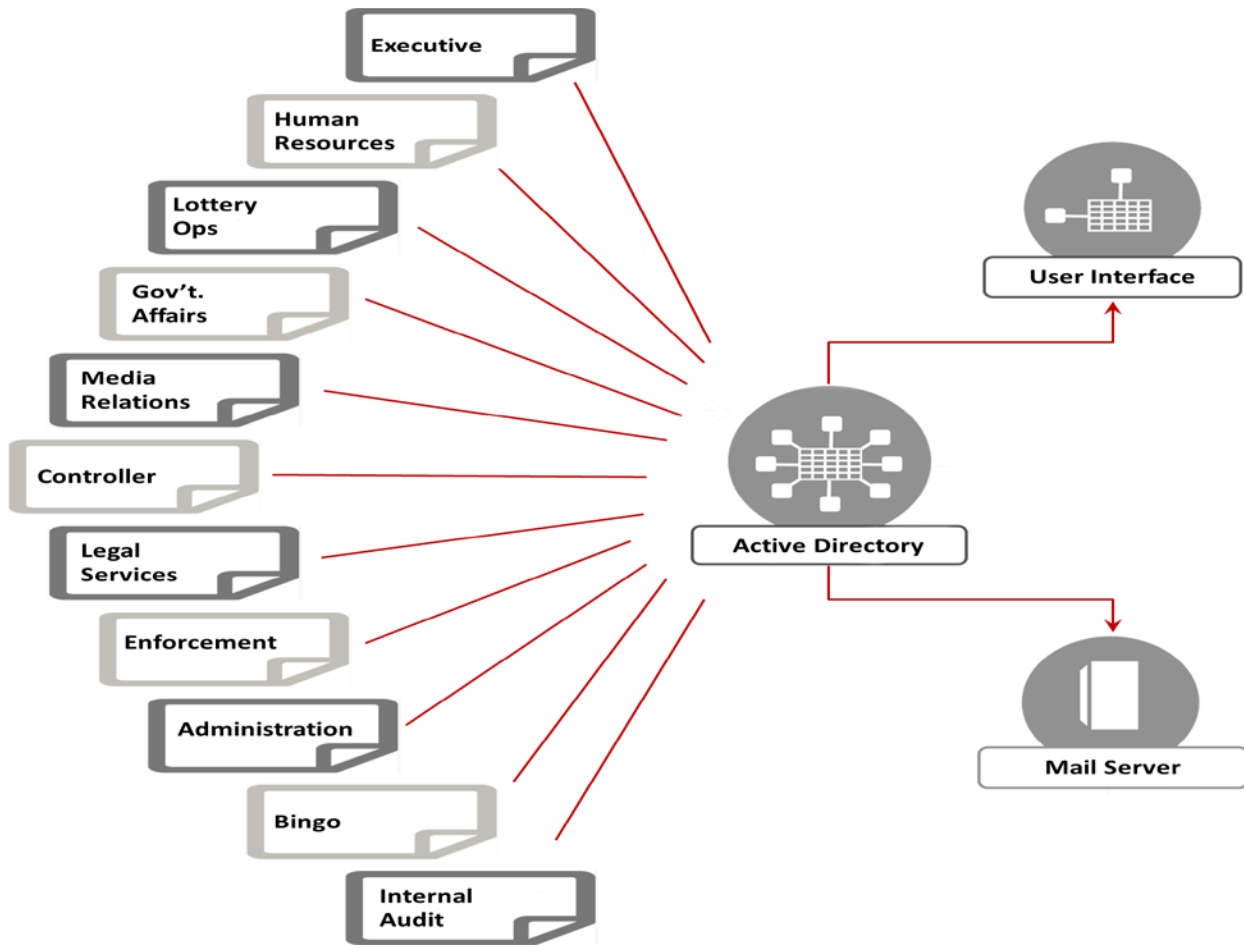 Executive
Human
Resources
Lottery
Ops
Gov’t.
Affairs
Media
Relations
Controller
Legal
Services
Enforcement
Administration
Bingo
Internal
Audit
User Interface
Active Directory
Mail Server